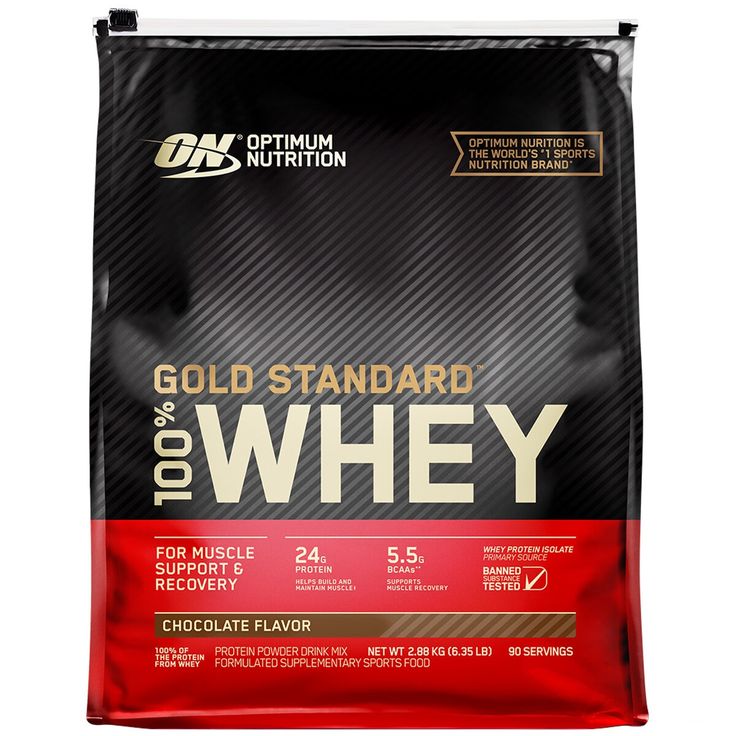 ON® OPTIMUM
NUTRITION
OPTIMUM NURITION IS
THE WORLD'S #1 SPORTS
NUTRITION BRAND*
GOLD STANDARD™
100% WHEY
FOR MUSCLE
SUPPORT &
RECOVERY
24G
PROTEIN
HELPS BUILD AND
MAINTAIN MUSCLE‡
5.5G
BCAAs**
SUPPORTS
MUSCLE RECOVERY
WHEY PROTEIN ISOLATE
PRIMARY SOURCE
BANNED
SUBSTANCE
TESTED
CHOCOLATE FLAVOR
100% OF
THE PROTEIN
FROM WHEY
PROTEIN POWDER DRINK MIX
FORMULATED SUPPLEMENTARY SPORTS FOOD
NET WT 2.88 KG (6.35 LB)
90 SERVINGS